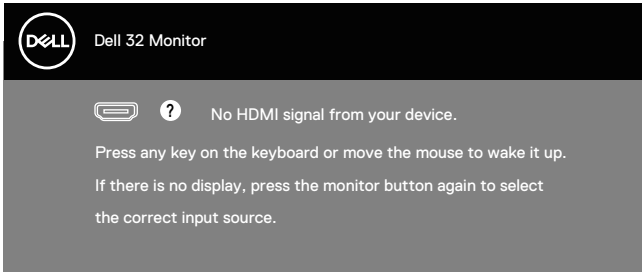 DELL
Dell 32 Monitor
? No HDMI signal from your device.
Press any key on the keyboard or move the mouse to wake it up.
If there is no display, press the monitor button again to select
the correct input source.